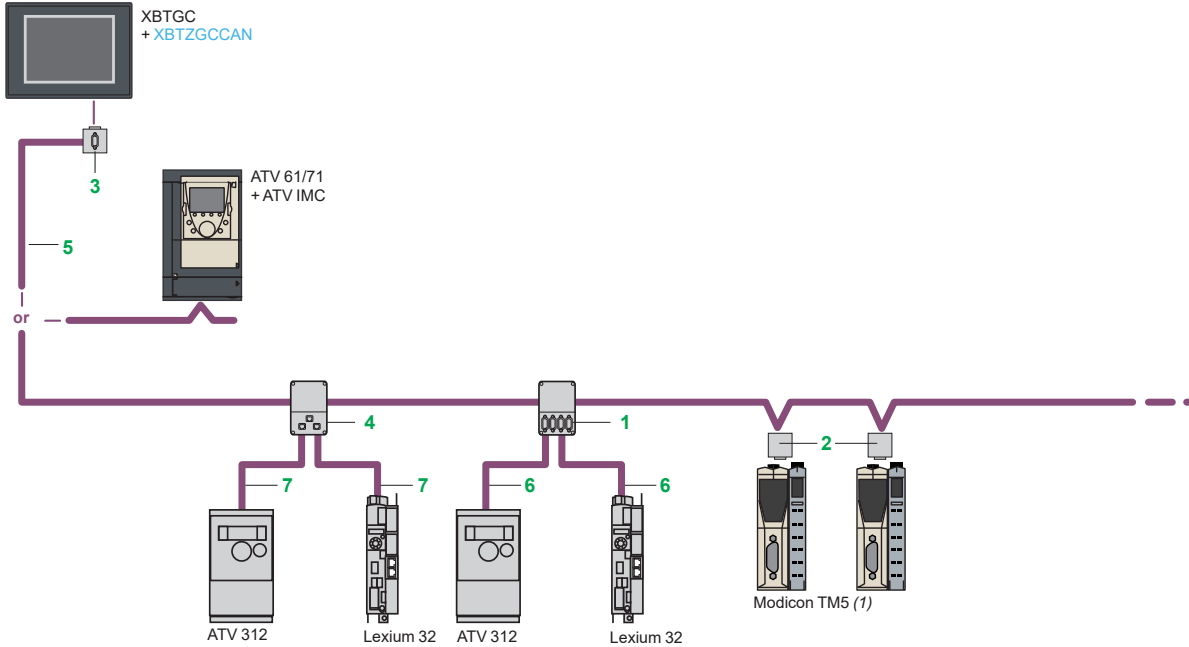 XBTGC
+ XBTZGCCAN
3
ATV 61/71
+ ATV IMC
5
or
4
1
2
7
7
6
6
ATV 312
Lexium 32
ATV 312
Lexium 32
Modicon TM5 (1)